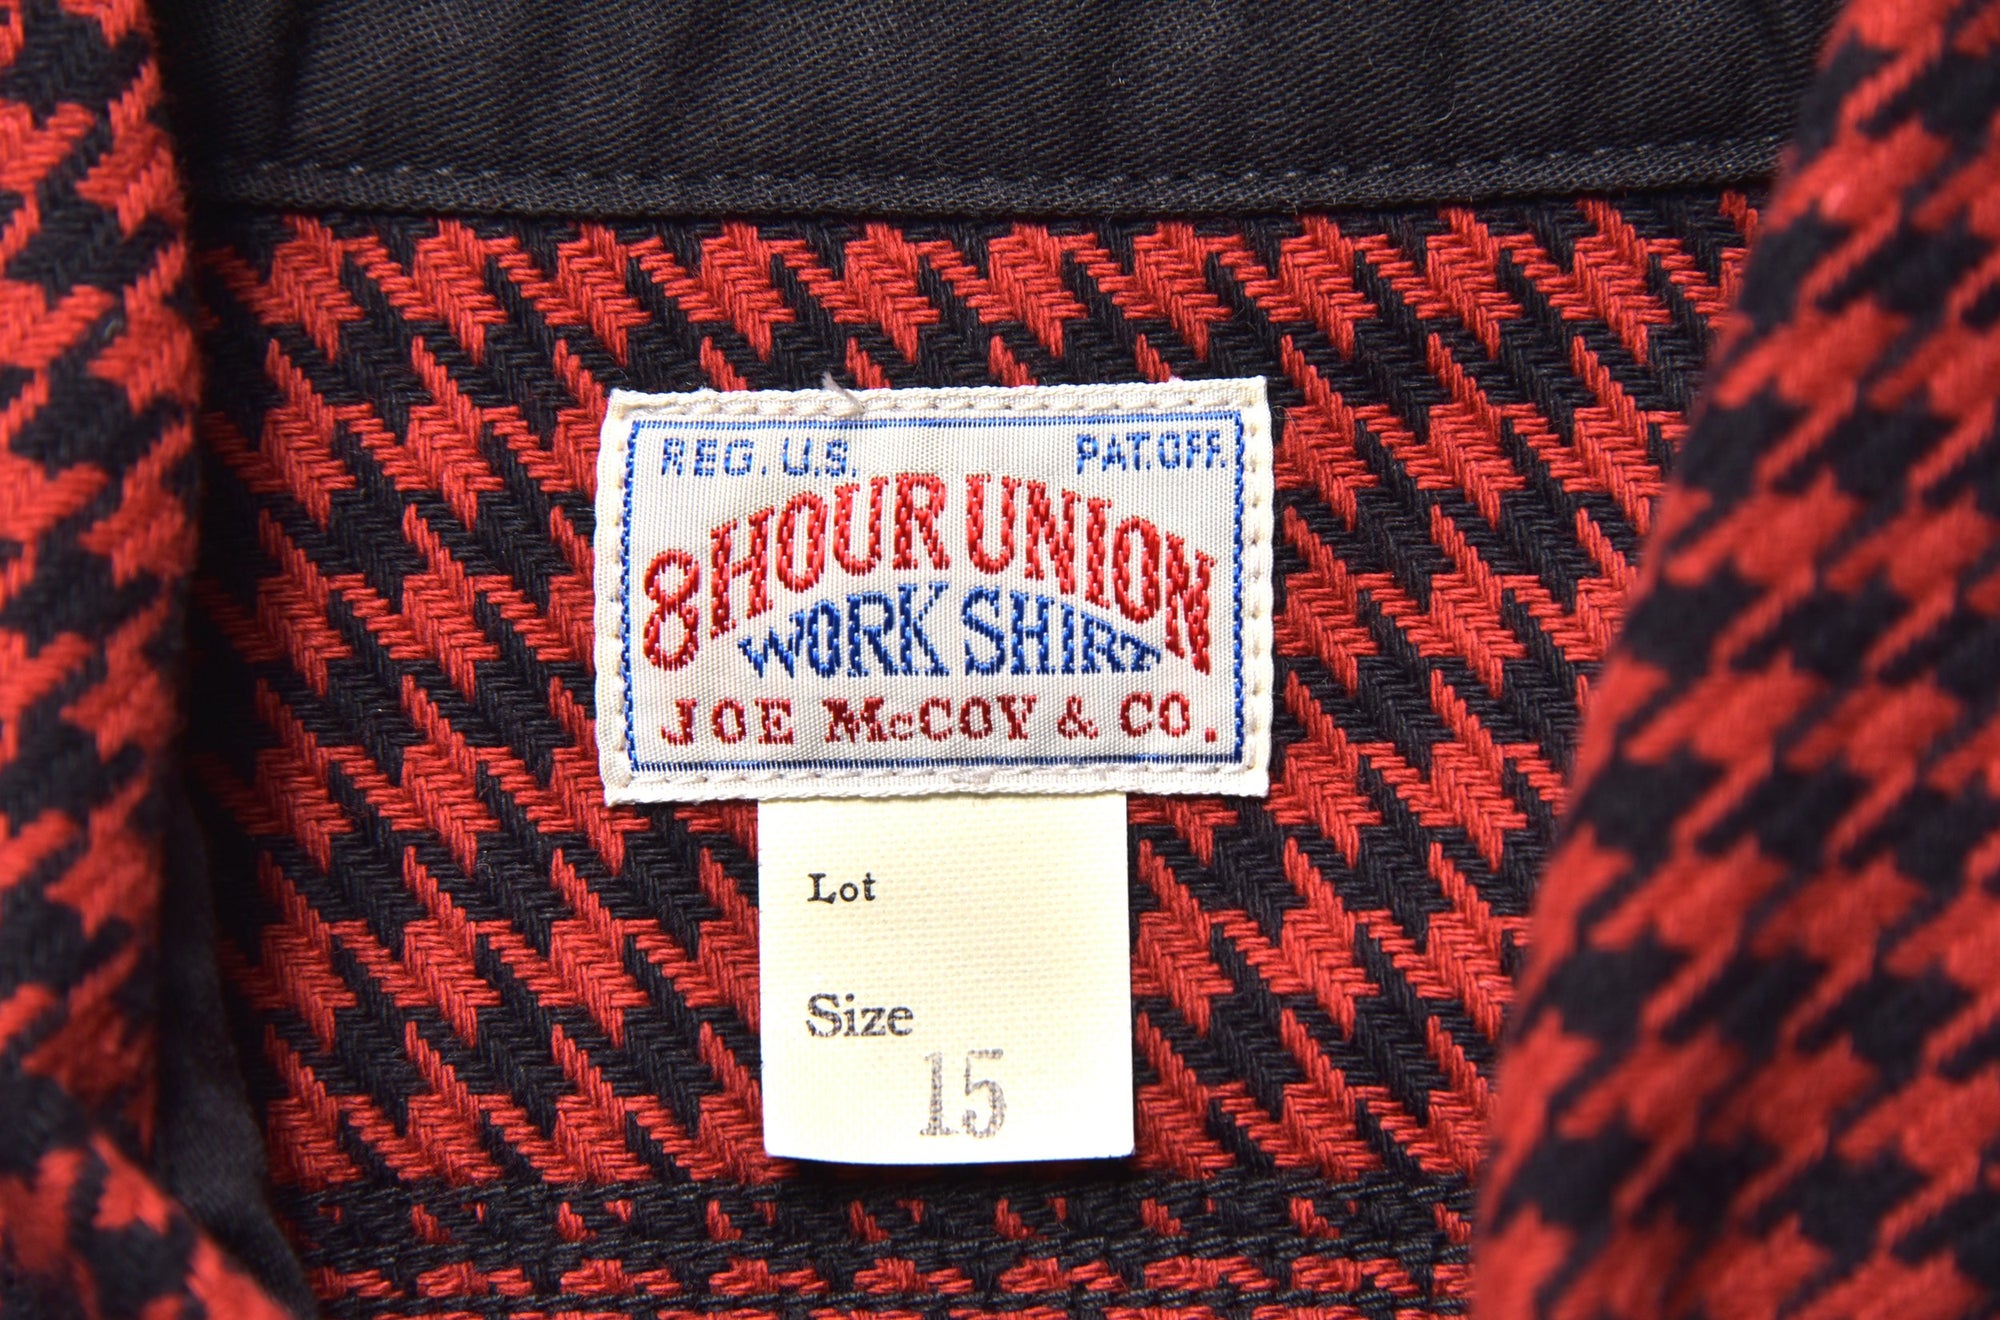 REG. U.S. PAT. OFF.
8 HOUR UNION
WORK SHIRT
JOE McCOY & CO.
Lot
Size
15